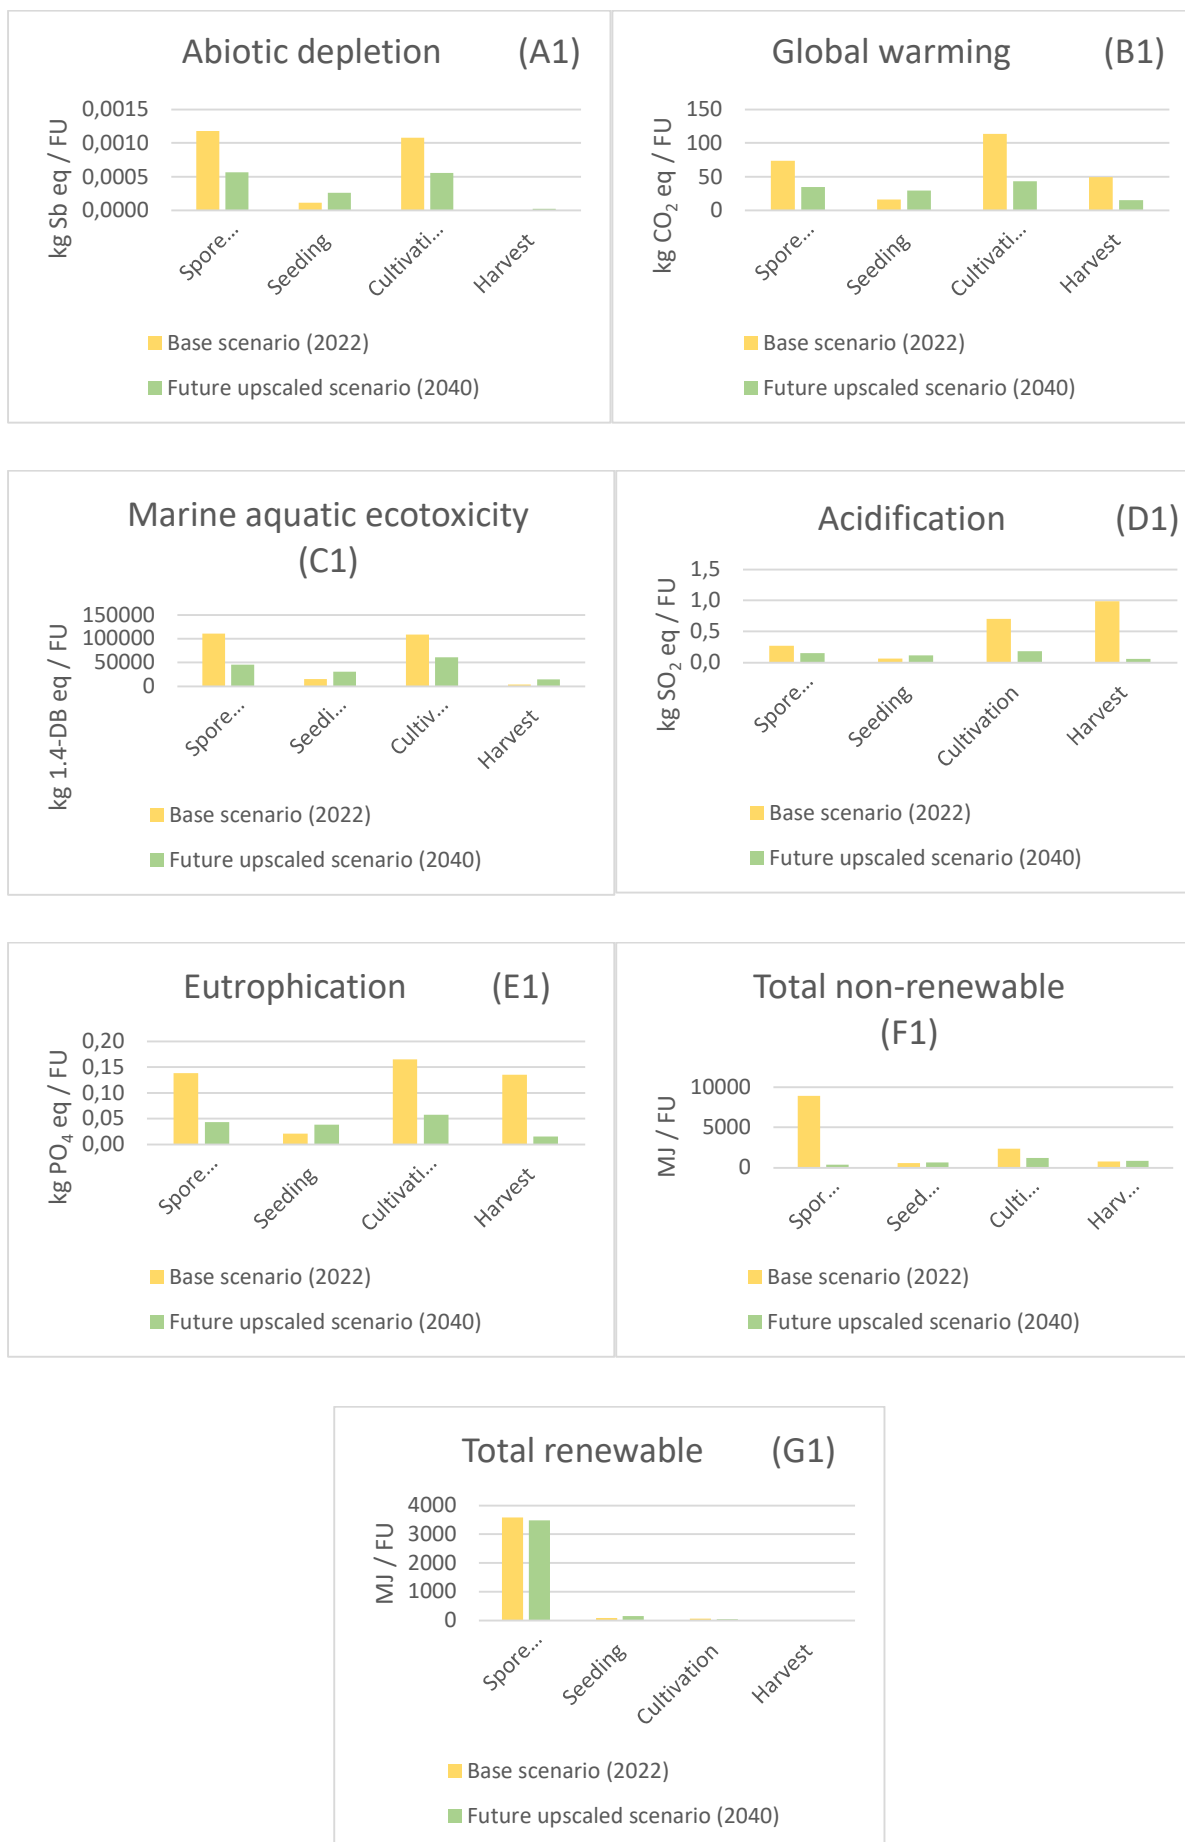 Abiotic depletion (A1)
kg Sb eq / FU
0,0015
0,0010
0,0005
0,0000
Spore...
Seeding
Cultivati...
Harvest
Base scenario (2022)
Future upscaled scenario (2040)
Global warming (B1)
kg CO2 eq / FU
150
100
50
0
Spore...
Seeding
Cultivati...
Harvest
Base scenario (2022)
Future upscaled scenario (2040)
Marine aquatic ecotoxicity
(C1)
kg 1.4-DB eq / FU
150000
100000
50000
0
Spore...
Seedi...
Cultiv...
Harvest
Base scenario (2022)
Future upscaled scenario (2040)
Acidification (D1)
kg SO2 eq / FU
1,5
1,0
0,5
0,0
Spore...
Seeding
Cultivation
Harvest
Base scenario (2022)
Future upscaled scenario (2040)
Eutrophication (E1)
kg PO4 eq / FU
0,20
0,15
0,10
0,05
0,00
Spore...
Seeding
Cultivati...
Harvest
Base scenario (2022)
Future upscaled scenario (2040)
Total non-renewable
(F1)
MJ / FU
10000
5000
0
Spor...
Seed...
Culti...
Harv...
Base scenario (2022)
Future upscaled scenario (2040)
Total renewable (G1)
MJ / FU
4000
3000
2000
1000
0
Spore...
Seeding
Cultivation
Harvest
Base scenario (2022)
Future upscaled scenario (2040)